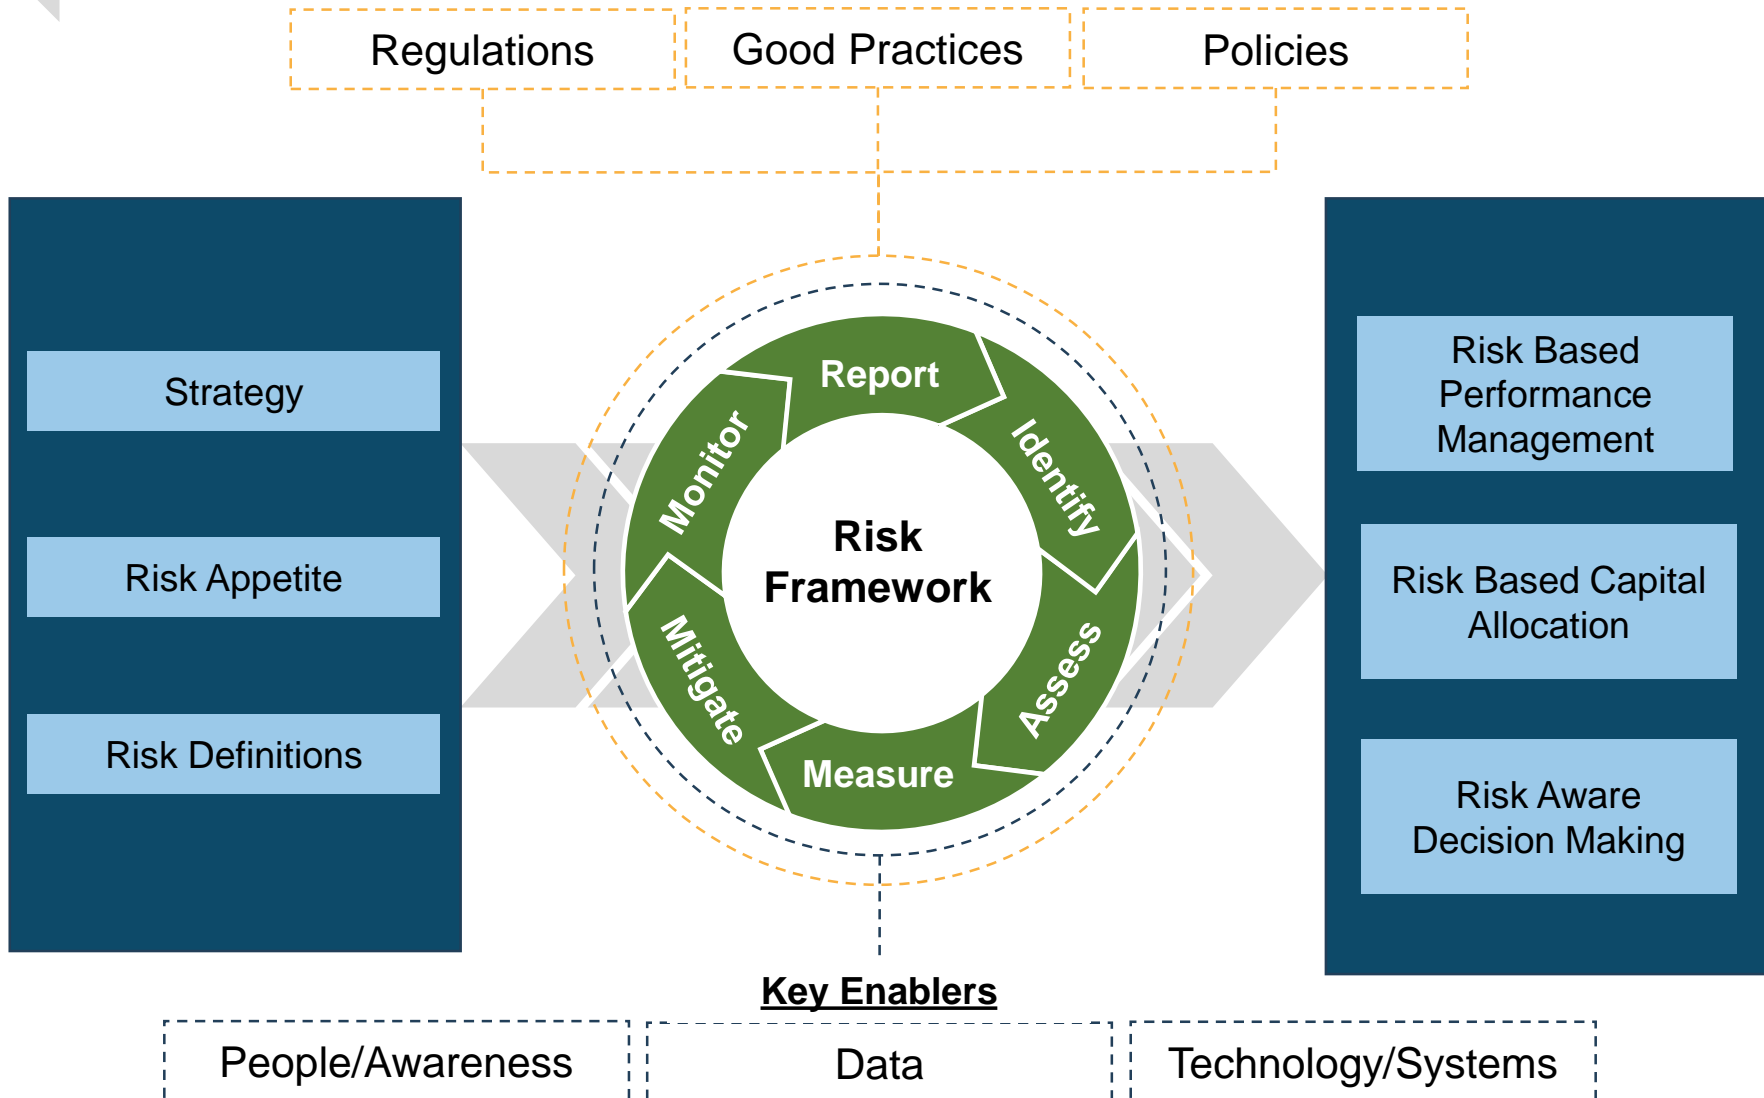 Regulations
Good Practices
Policies
Strategy
Risk Appetite
Risk Definitions
Report
Identify
Assess
Measure
Mitigate
Monitor
Risk
Framework
Risk Based
Performance
Management
Risk Based Capital
Allocation
Risk Aware
Decision Making
Key Enablers
People/Awareness
Data
Technology/Systems